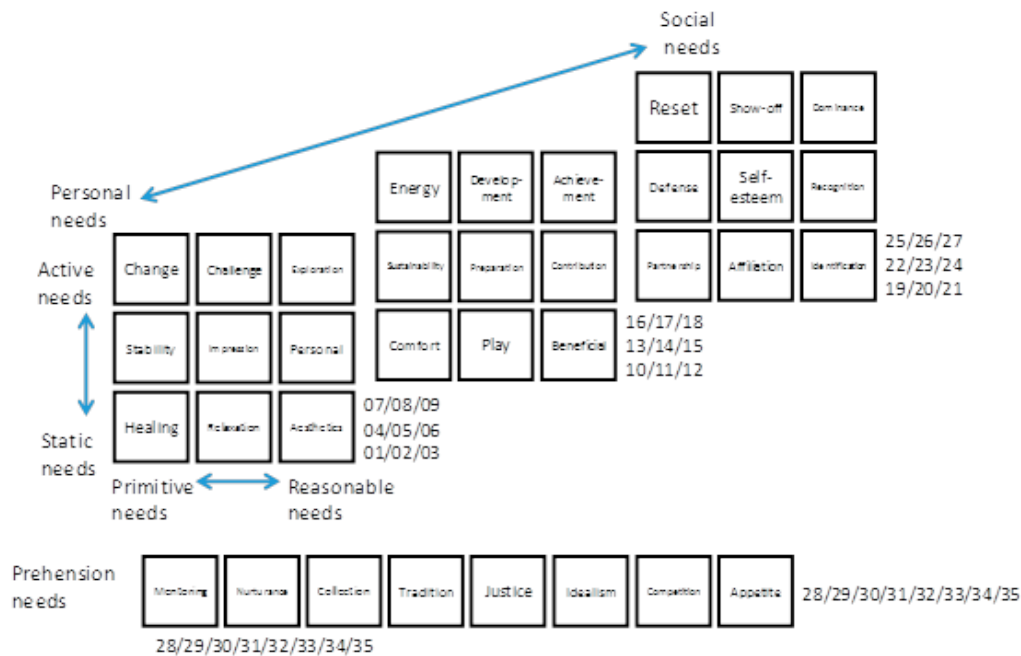 Social
needs
Reset
Show-off
Dominance
Energy
Develop-
ment
Achieve-
ment
Defense
Self-
esteem
Recognition
Personal
needs
Active
needs
Change
Challenge
Exploration
Sustainability
Preparation
Contribution
Partnership
Affiliation
Identification
25/26/27
22/23/24
19/20/21
Stability
Impression
Personal
Comfort
Play
Beneficial
16/17/18
13/14/15
10/11/12
Static
needs
Healing
Relaxation
Aesthetics
07/08/09
04/05/06
01/02/03
Primitive
needs
Reasonable
needs
Prehension
needs
Monitoring
Nurturance
Collection
Tradition
Justice
Idealism
Competition
Appetite
28/29/30/31/32/33/34/35
28/29/30/31/32/33/34/35